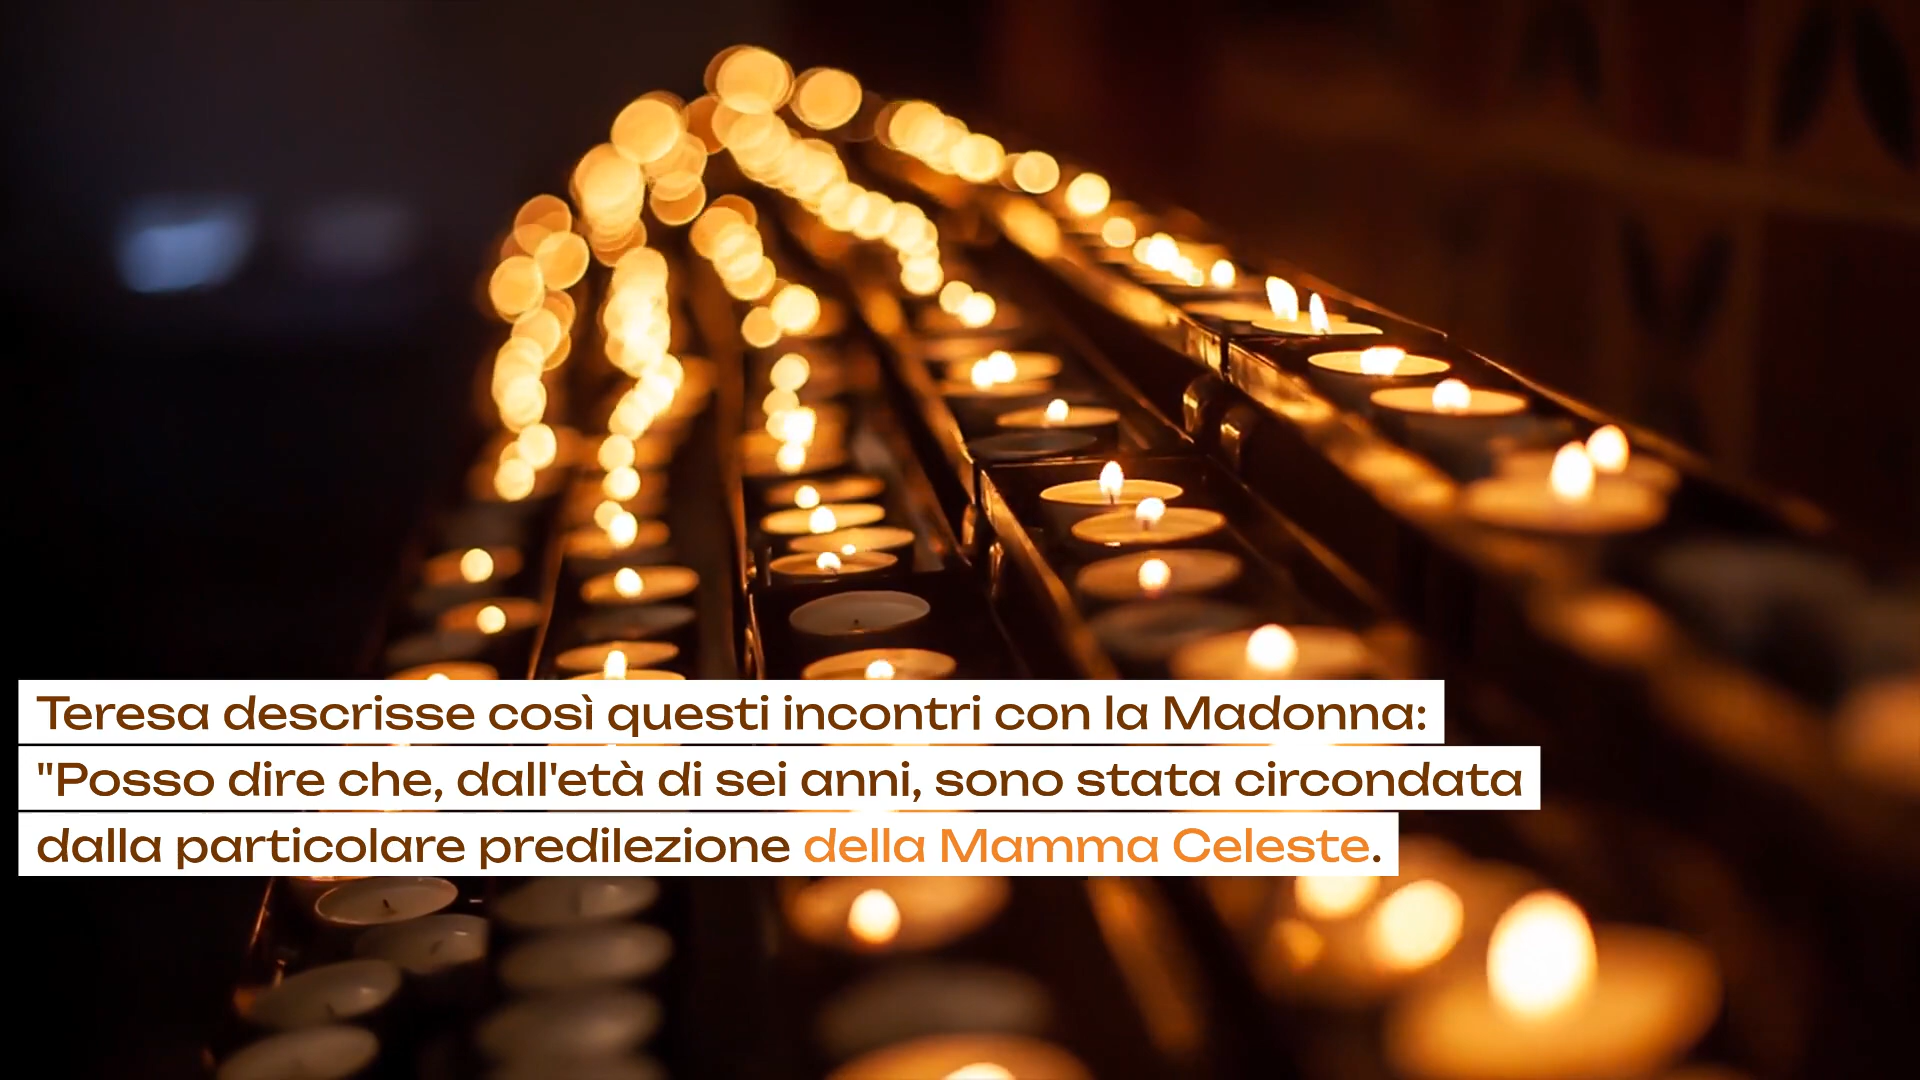 Teresa descrisse così questi incontri con la Madonna:
"Posso dire che, dall'età di sei anni, sono stata circondata
dalla particolare predilezione della Mamma Celeste.